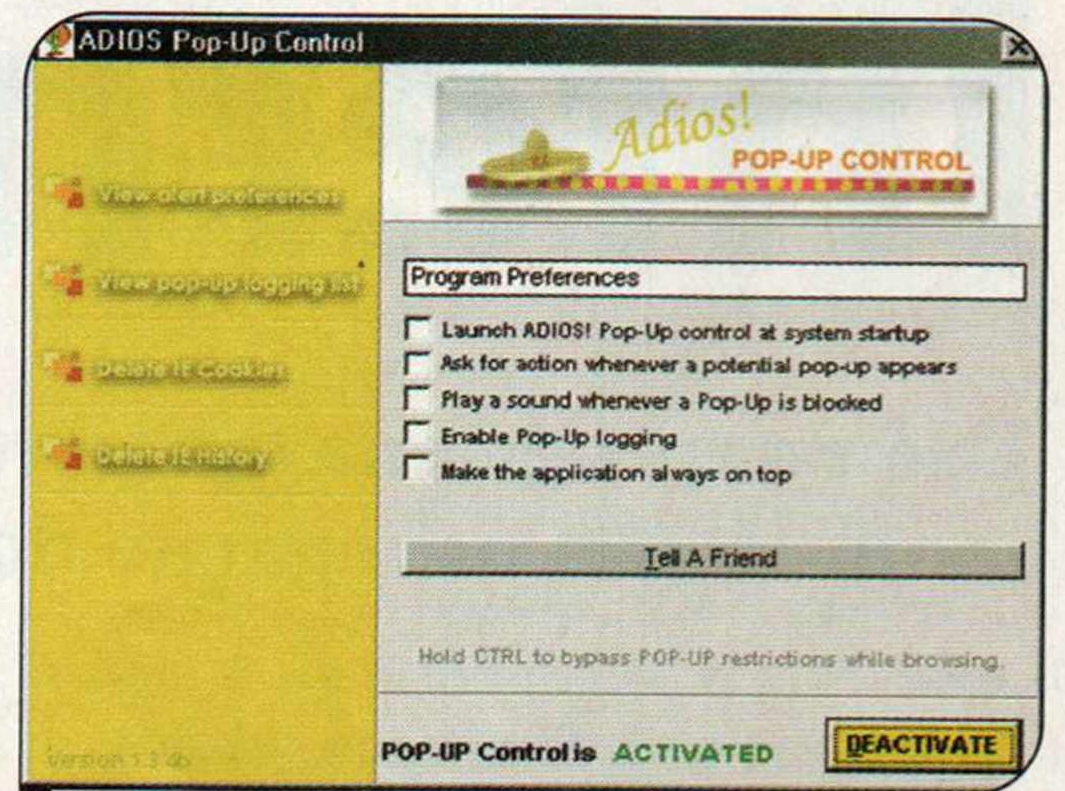 ADIOS Pop-Up Control
Adios!
POP-UP CONTROL
View alert preferences
View pop-up logging list
Delete IE Cookies
Delete IE History
Program Preferences
Launch ADIOS! Pop-Up control at system startup
Ask for action whenever a potential pop-up appears
Play a sound whenever a Pop-Up is blocked
Enable Pop-Up logging
Make the application always on top
Tell A Friend
Hold CTRL to bypass POP-UP restrictions while browsing.
Version
POP-UP Control is ACTIVATED
DEACTIVATE